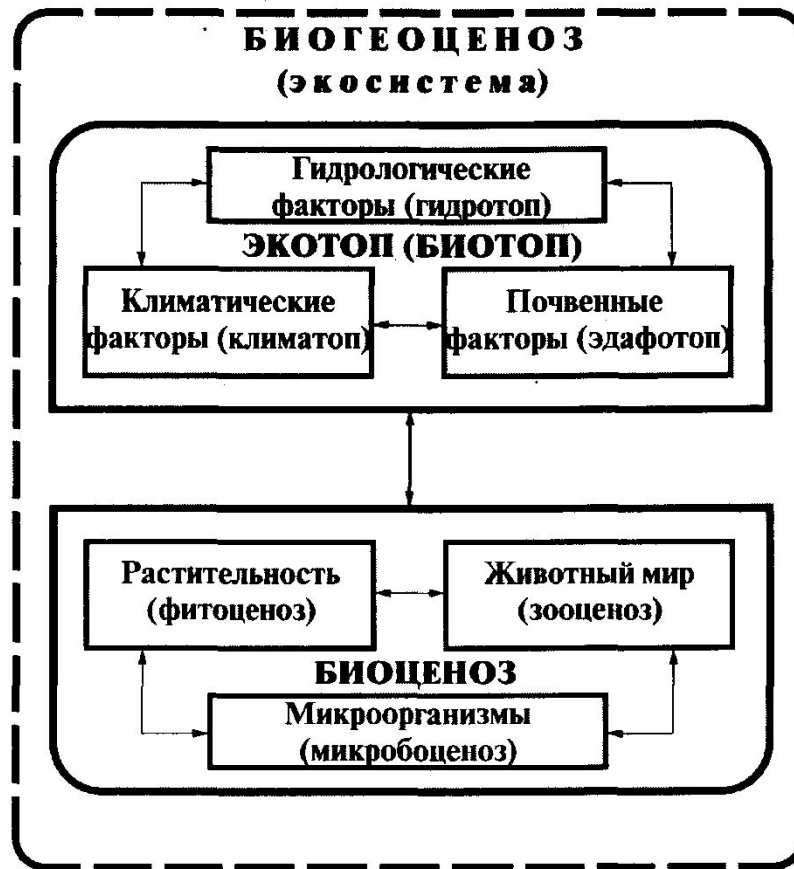 БИОГЕОЦЕНОЗ
(экосистема)
Гидрологические
факторы (гидротоп)
ЭКОТОП (БИОТОП)
Климатические
факторы (климатоп)
Почвенные
факторы (эдафотоп)
Растительность
(фитоценоз)
Животный мир
(зооценоз)
БИОЦЕНОЗ
Микроорганизмы
(микробоценоз)